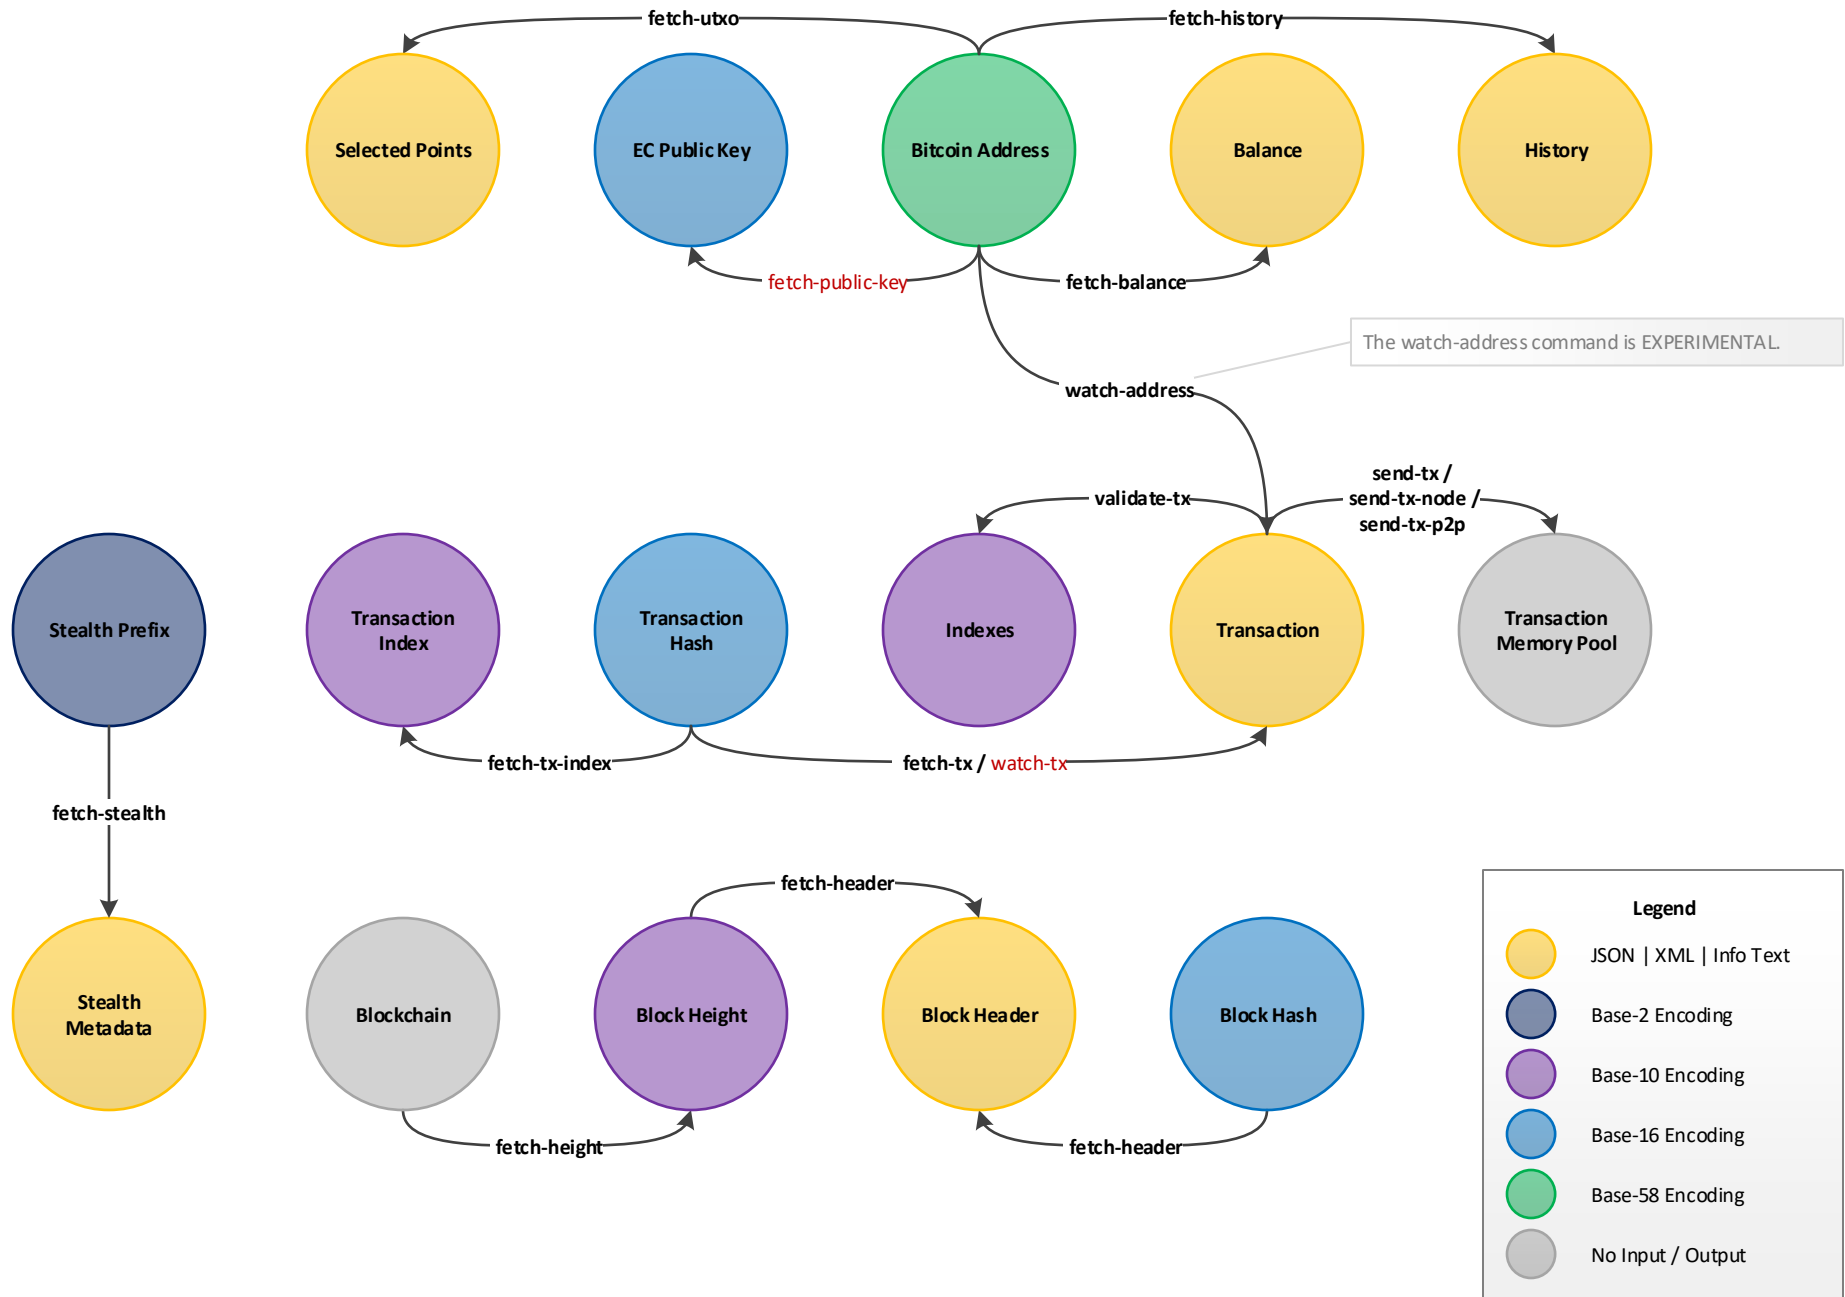 fetch-utxo
fetch-history
Selected Points
EC Public Key
Bitcoin Address
Balance
History
fetch-public-key
fetch-balance
The watch-address command is EXPERIMENTAL.
watch-address
validate-tx
send-tx /
send-tx-node /
send-tx-p2p
Stealth Prefix
Transaction
Index
Transaction
Hash
Indexes
Transaction
Transaction
Memory Pool
fetch-tx-index
fetch-tx / watch-tx
fetch-stealth
fetch-header
Stealth
Metadata
Blockchain
Block Height
Block Header
Block Hash
fetch-height
fetch-header
Legend
JSON | XML | Info Text
Base-2 Encoding
Base-10 Encoding
Base-16 Encoding
Base-58 Encoding
No Input / Output